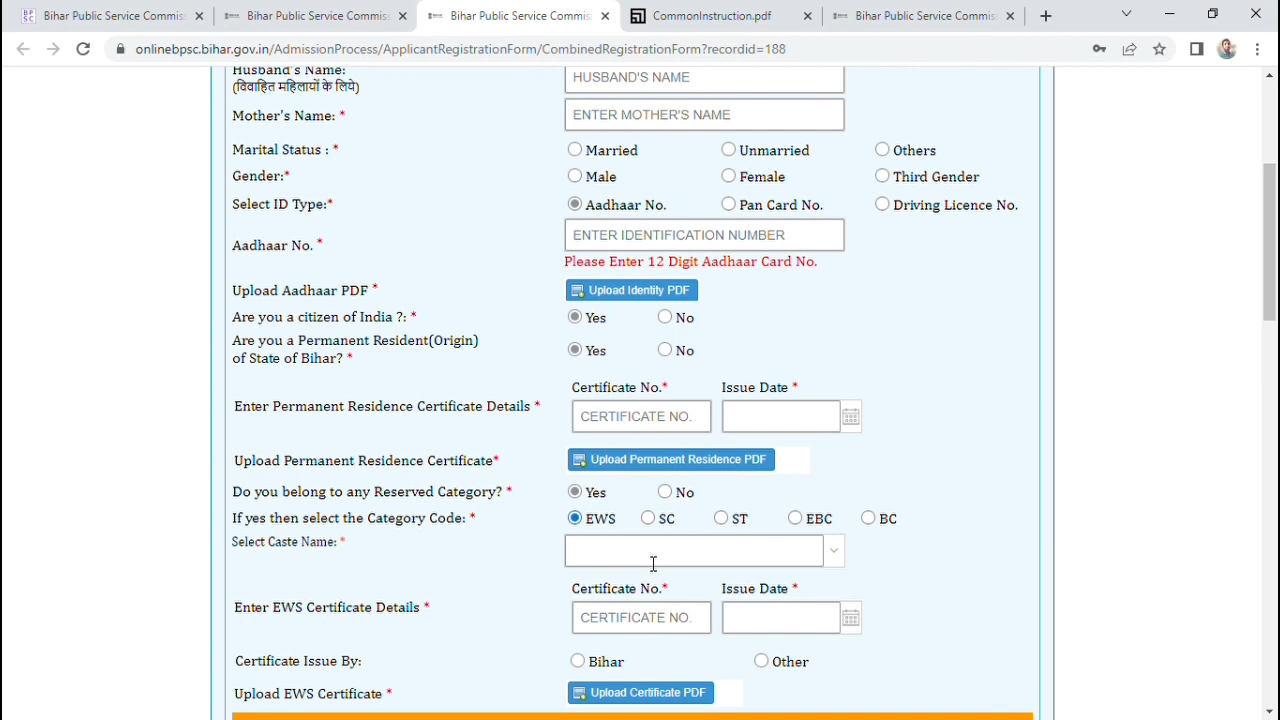 Bihar Public Service Commiss
Bihar Public Service Commiss
Bihar Public Service Commiss
CommonInstruction.pdf
Bihar Public Service Commiss
onlinebpsc.bihar.gov.in/AdmissionProcess/ApplicantRegistrationForm/CombinedRegistrationForm?recordid=188
Husband's Name:
HUSBAND'S NAME
(विवाहित महिलायों के लिये)
Mother's Name: *
ENTER MOTHER'S NAME
Marital Status : * Married Unmarried Others
Gender:* Male Female Third Gender
Select ID Type:* Aadhaar No. Pan Card No. Driving Licence No.
Aadhaar No. *
ENTER IDENTIFICATION NUMBER
Please Enter 12 Digit Aadhaar Card No.
Upload Aadhaar PDF * Upload Identity PDF
Are you a citizen of India ?: * Yes No
Are you a Permanent Resident(Origin)
of State of Bihar? * Yes No
Certificate No.* Issue Date *
Enter Permanent Residence Certificate Details * CERTIFICATE NO.
Upload Permanent Residence Certificate* Upload Permanent Residence PDF
Do you belong to any Reserved Category? * Yes No
If yes then select the Category Code: * EWS SC ST EBC BC
Select Caste Name: *
Certificate No.* Issue Date *
Enter EWS Certificate Details * CERTIFICATE NO.
Certificate Issue By: Bihar Other
Upload EWS Certificate * Upload Certificate PDF